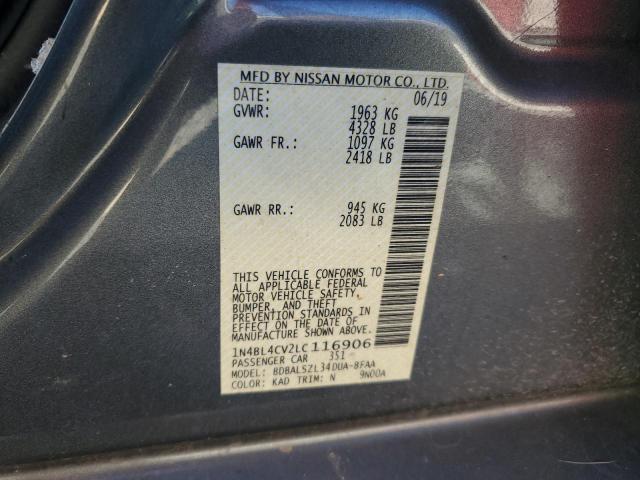 MFD BY NISSAN MOTOR CO., LTD.
DATE: 06/19
GVWR: 1963 KG
4328 LB
GAWR FR.: 1097 KG
2418 LB
GAWR RR.: 945 KG
2083 LB
THIS VEHICLE CONFORMS TO
ALL APPLICABLE FEDERAL
MOTOR VEHICLE SAFETY,
BUMPER, AND THEFT
PREVENTION STANDARDS
IN EFFECT ON THE DATE OF
MANUFACTURE SHOWN ABOVE.
1N4BL4CV2LC116906
PASSENGER CAR 351
MODEL: BDBALSZL34DUA-8FAA
COLOR: KAD TRIM: N 9N00A